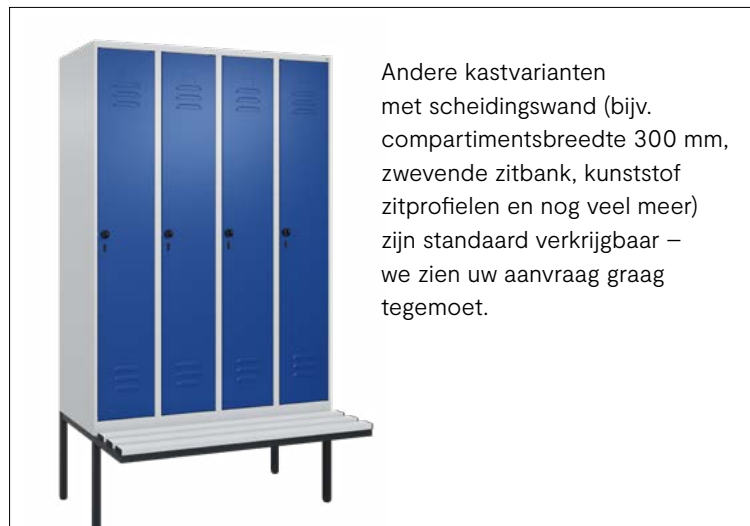 Andere kastvarianten
met scheidingswand (bijv.
compartimentsbreedte 300 mm,
zwevende zitbank, kunststof
zitprofielen en nog veel meer)
zijn standaard verkrijgbaar –
we zien uw aanvraag graag
tegemoet.